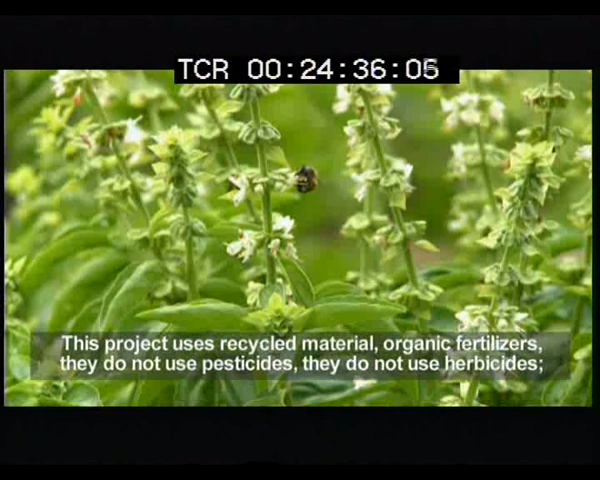 TCR 00:24:36:05
This project uses recycled material, organic fertilizers,
they do not use pesticides, they do not use herbicides;